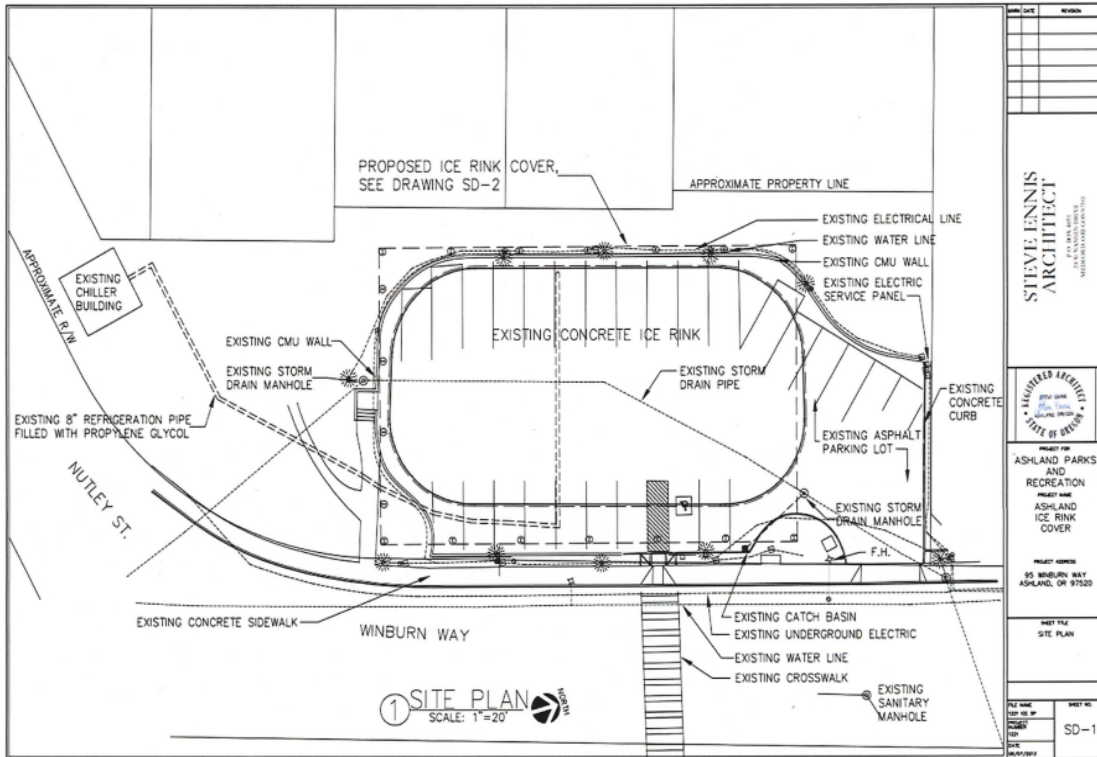 MARK DATE REVISION
PROPOSED ICE RINK COVER,
SEE DRAWING SD-2
APPROXIMATE PROPERTY LINE
EXISTING ELECTRICAL LINE
EXISTING WATER LINE
EXISTING CMU WALL
EXISTING ELECTRIC
SERVICE PANEL
APPROXIMATE R/W
EXISTING
CHILLER
BUILDING
EXISTING CONCRETE ICE RINK
EXISTING CMU WALL
EXISTING STORM
DRAIN MANHOLE
EXISTING STORM
DRAIN PIPE
EXISTING
CONCRETE
CURB
EXISTING 8" REFRIGERATION PIPE
FILLED WITH PROPYLENE GLYCOL
EXISTING ASPHALT
PARKING LOT
NUTLEY ST.
EXISTING STORM
DRAIN MANHOLE
F.H.
EXISTING CONCRETE SIDEWALK
WINBURN WAY
EXISTING CATCH BASIN
EXISTING UNDERGROUND ELECTRIC
EXISTING WATER LINE
EXISTING CROSSWALK
EXISTING
SANITARY
MANHOLE
1 SITE PLAN
SCALE: 1"=20'
NORTH
STEVE ENNIS
ARCHITECT
REGISTERED ARCHITECT
STATE OF OREGON
PROJECT FOR
ASHLAND PARKS
AND
RECREATION
PROJECT NAME
ASHLAND
ICE RINK
COVER
PROJECT ADDRESS
95 WINBURN WAY
ASHLAND, OR 97520
SHEET TITLE
SITE PLAN
FILE NAME
SHEET NO.
PROJECT
NUMBER
1221
SD-1
DATE